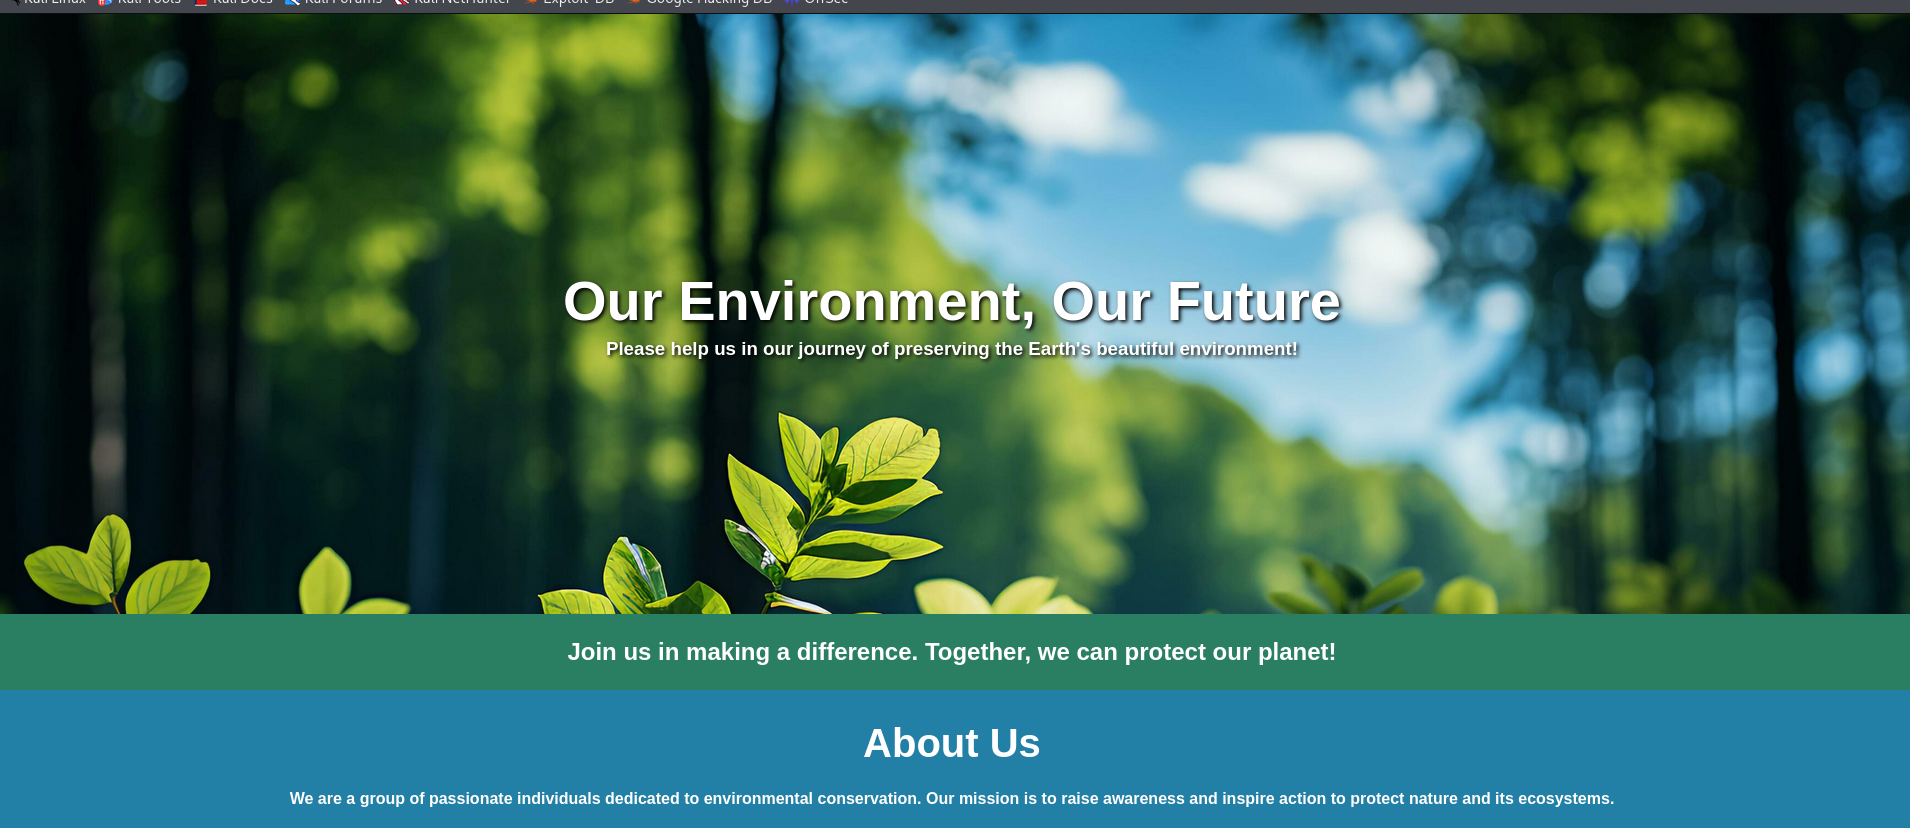 Kali Linux Kali Tools Kali Docs Kali Forums Kali NetHunter Exploit-DB Google Hacking DB OffSec
Our Environment, Our Future
Please help us in our journey of preserving the Earth's beautiful environment!
Join us in making a difference. Together, we can protect our planet!
About Us
We are a group of passionate individuals dedicated to environmental conservation. Our mission is to raise awareness and inspire action to protect nature and its ecosystems.